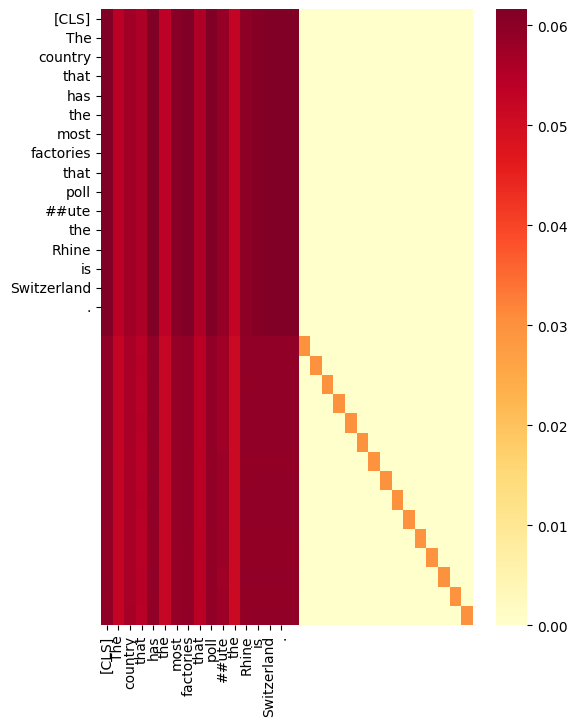 [CLS]
The
country
that
has
the
most
factories
that
poll
##ute
the
Rhine
is
Switzerland
.
0.06
0.05
0.04
0.03
0.02
0.01
0.00
[CLS]
The
country
that
has
the
most
factories
that
poll
##ute
the
Rhine
is
Switzerland
.